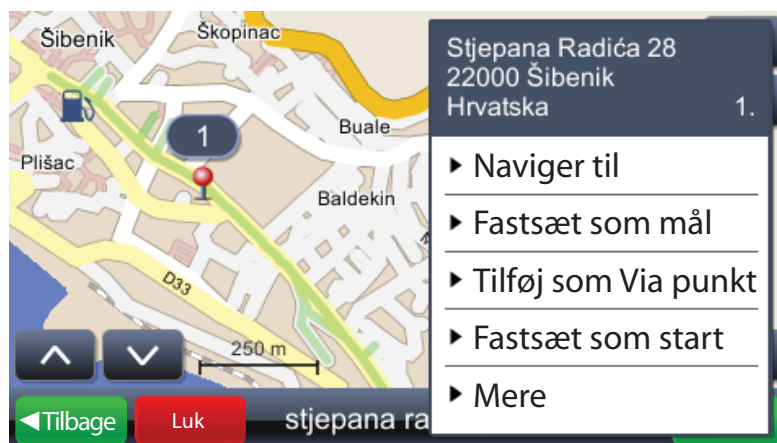 Šibenik
Škopinac
Buale
1
Plišac
Baldekin
D33
250 m
Tilbage
Luk
stjepana ra
Stjepana Radića 28
22000 Šibenik
Hrvatska 1.
Naviger til
Fastsæt som mål
Tilføj som Via punkt
Fastsæt som start
Mere